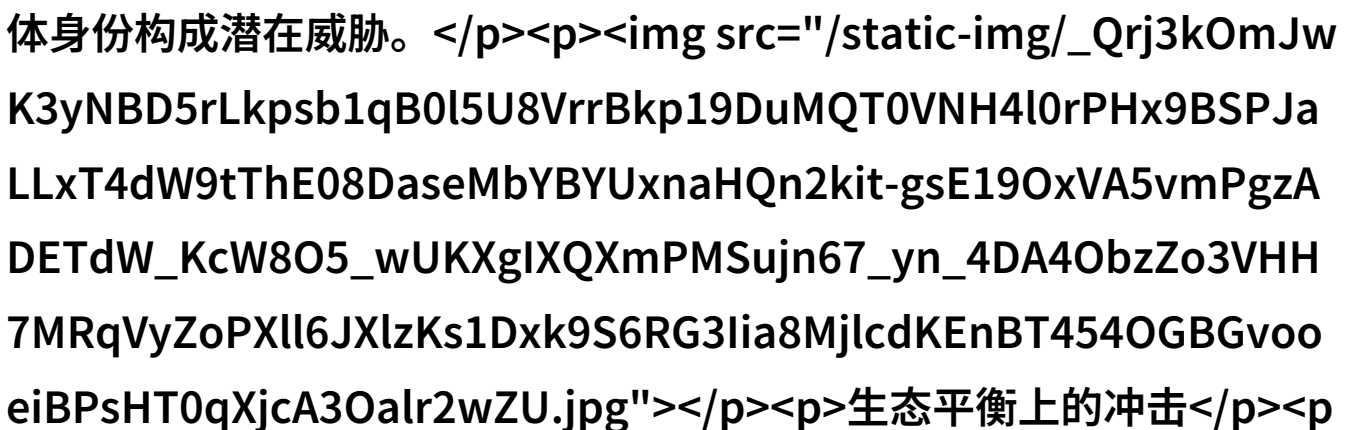 体身份构成潜在威胁。</p><p><img src="/static-img/_Qrj3kOmJw
K3yNBD5rLkpsb1qB0l5U8VrrBkp19DuMQT0VNH4l0rPHx9BSPJa
LLxT4dW9tThE08DaseMbYBYUxnaHQn2kit-gsE19OxVA5vmPgzA
DETdW_KcW8O5_wUKXgIXQXmPMSujn67_yn_4DA4ObzZo3VHH
7MRqVyZoPXll6JXlzKs1Dxk9S6RG3Iia8MjlcdKEnBT454OGBGvoo
eiBPsHT0qXjcA3Oalr2wZU.jpg"></p><p>生态平衡上的冲击</p><p